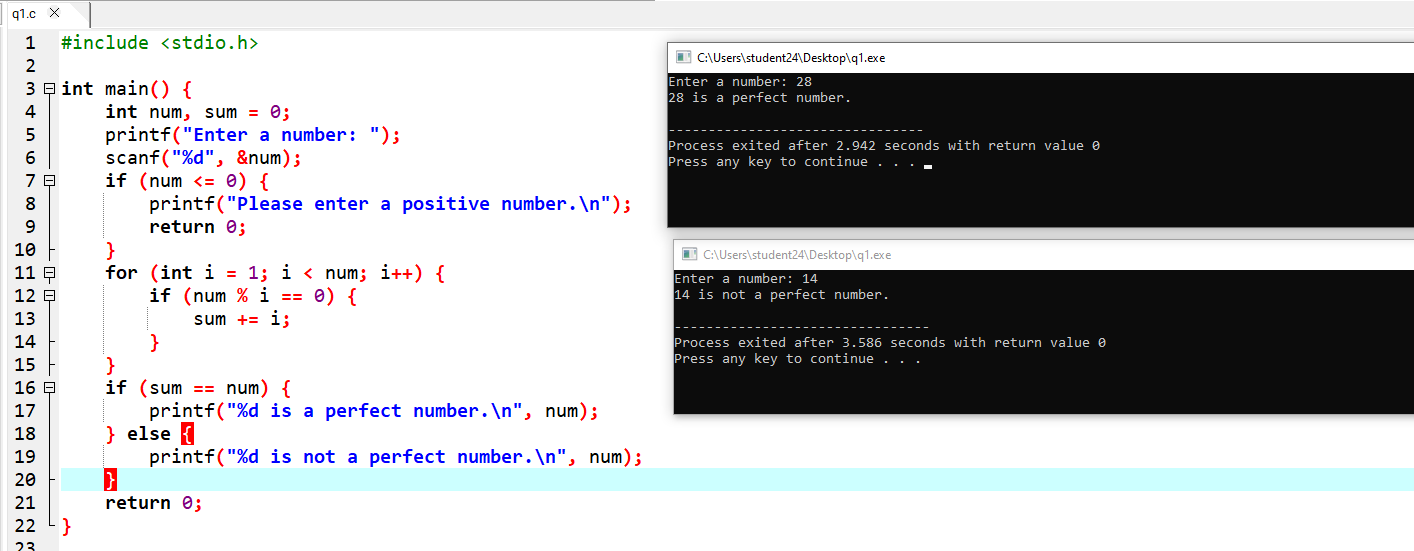 q1.c
1 #include <stdio.h>
2
3 int main() {
4 int num, sum = 0;
5 printf("Enter a number: ");
6 scanf("%d", &num);
7 if (num <= 0) {
8 printf("Please enter a positive number.\n");
9 return 0;
10 }
11 for (int i = 1; i < num; i++) {
12 if (num % i == 0) {
13 sum += i;
14 }
15 }
16 if (sum == num) {
17 printf("%d is a perfect number.\n", num);
18 } else {
19 printf("%d is not a perfect number.\n", num);
20 }
21 return 0;
22 }
23
C:\Users\student24\Desktop\q1.exe
Enter a number: 28
28 is a perfect number.
--------------------------------
Process exited after 2.942 seconds with return value 0
Press any key to continue . . .
C:\Users\student24\Desktop\q1.exe
Enter a number: 14
14 is not a perfect number.
--------------------------------
Process exited after 3.586 seconds with return value 0
Press any key to continue . . .